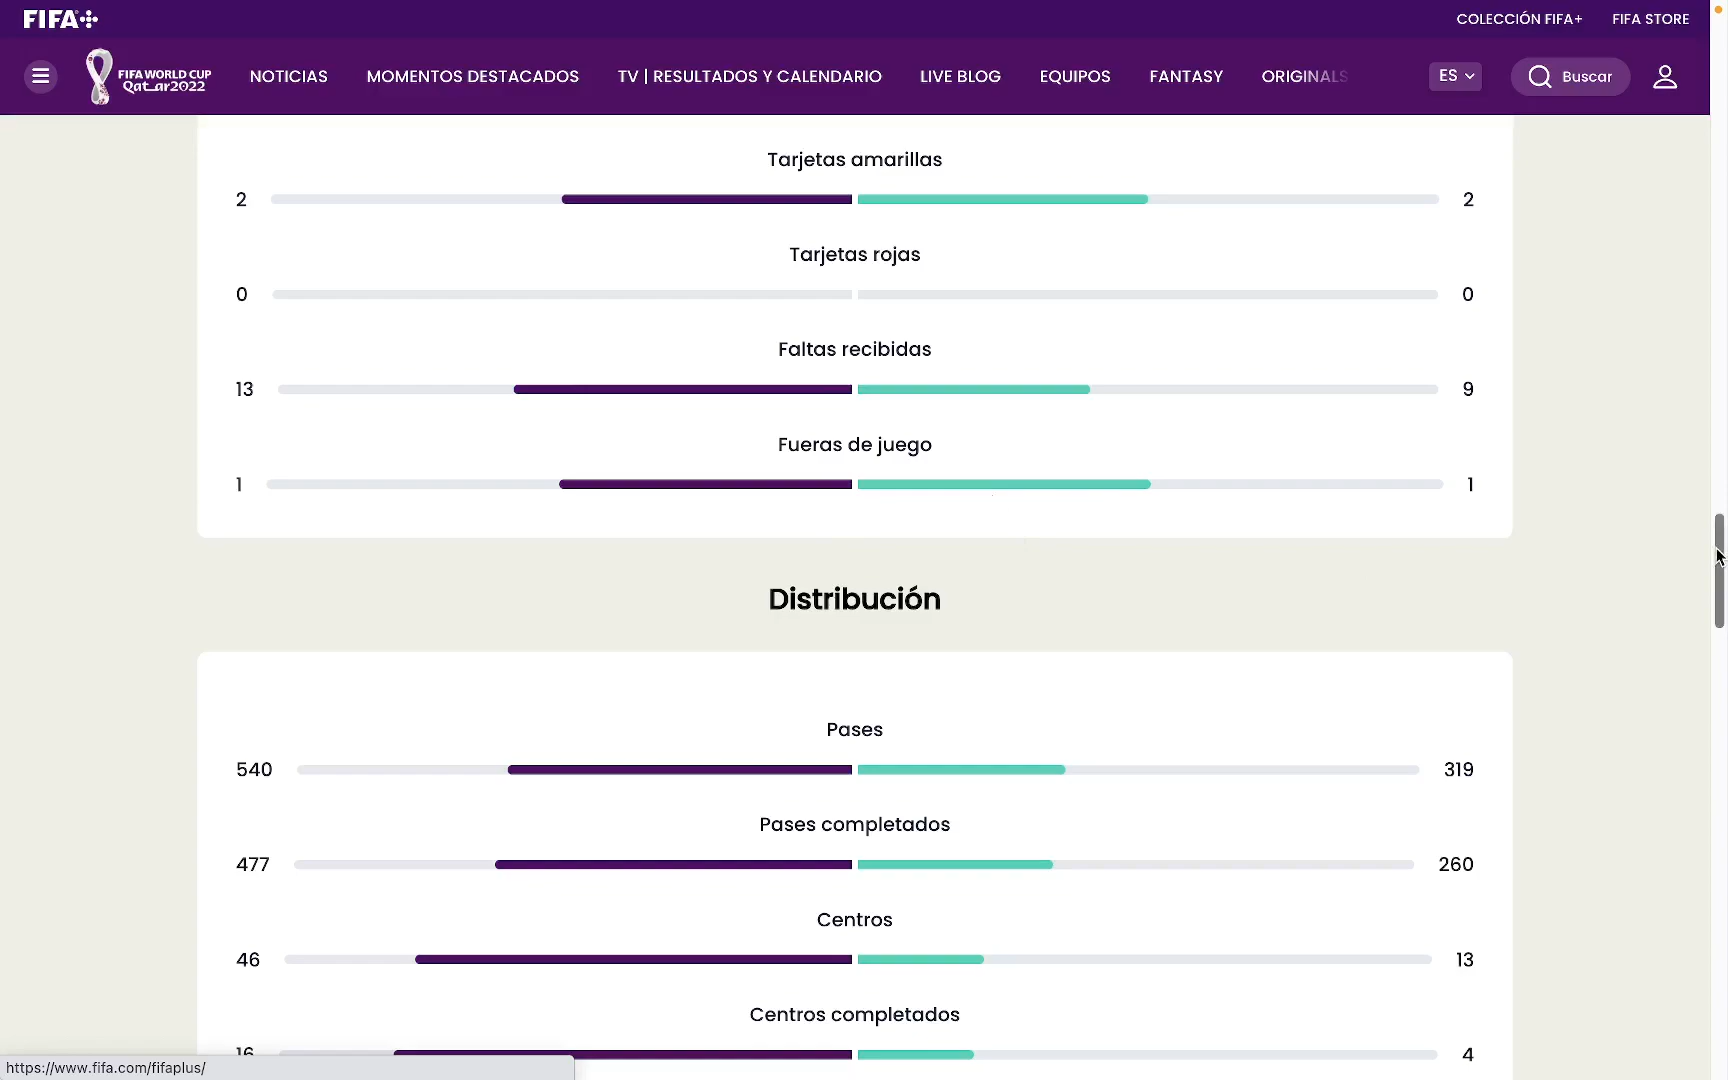 FIFA+
COLECCIÓN FIFA+
FIFA STORE
FIFA WORLD CUP
Qatar2022
NOTICIAS
MOMENTOS DESTACADOS
TV | RESULTADOS Y CALENDARIO
LIVE BLOG
EQUIPOS
FANTASY
ORIGINALS
ES
Buscar
Tarjetas amarillas
2
2
Tarjetas rojas
0
0
Faltas recibidas
13
9
Fueras de juego
1
1
Distribución
Pases
540
319
Pases completados
477
260
Centros
46
13
Centros completados
16
4
https://www.fifa.com/fifaplus/